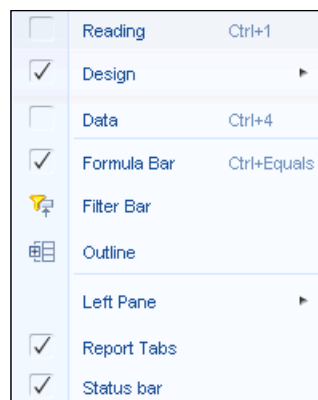 Reading Ctrl+1
Design
Data Ctrl+4
Formula Bar Ctrl+Equals
Filter Bar
Outline
Left Pane
Report Tabs
Status bar